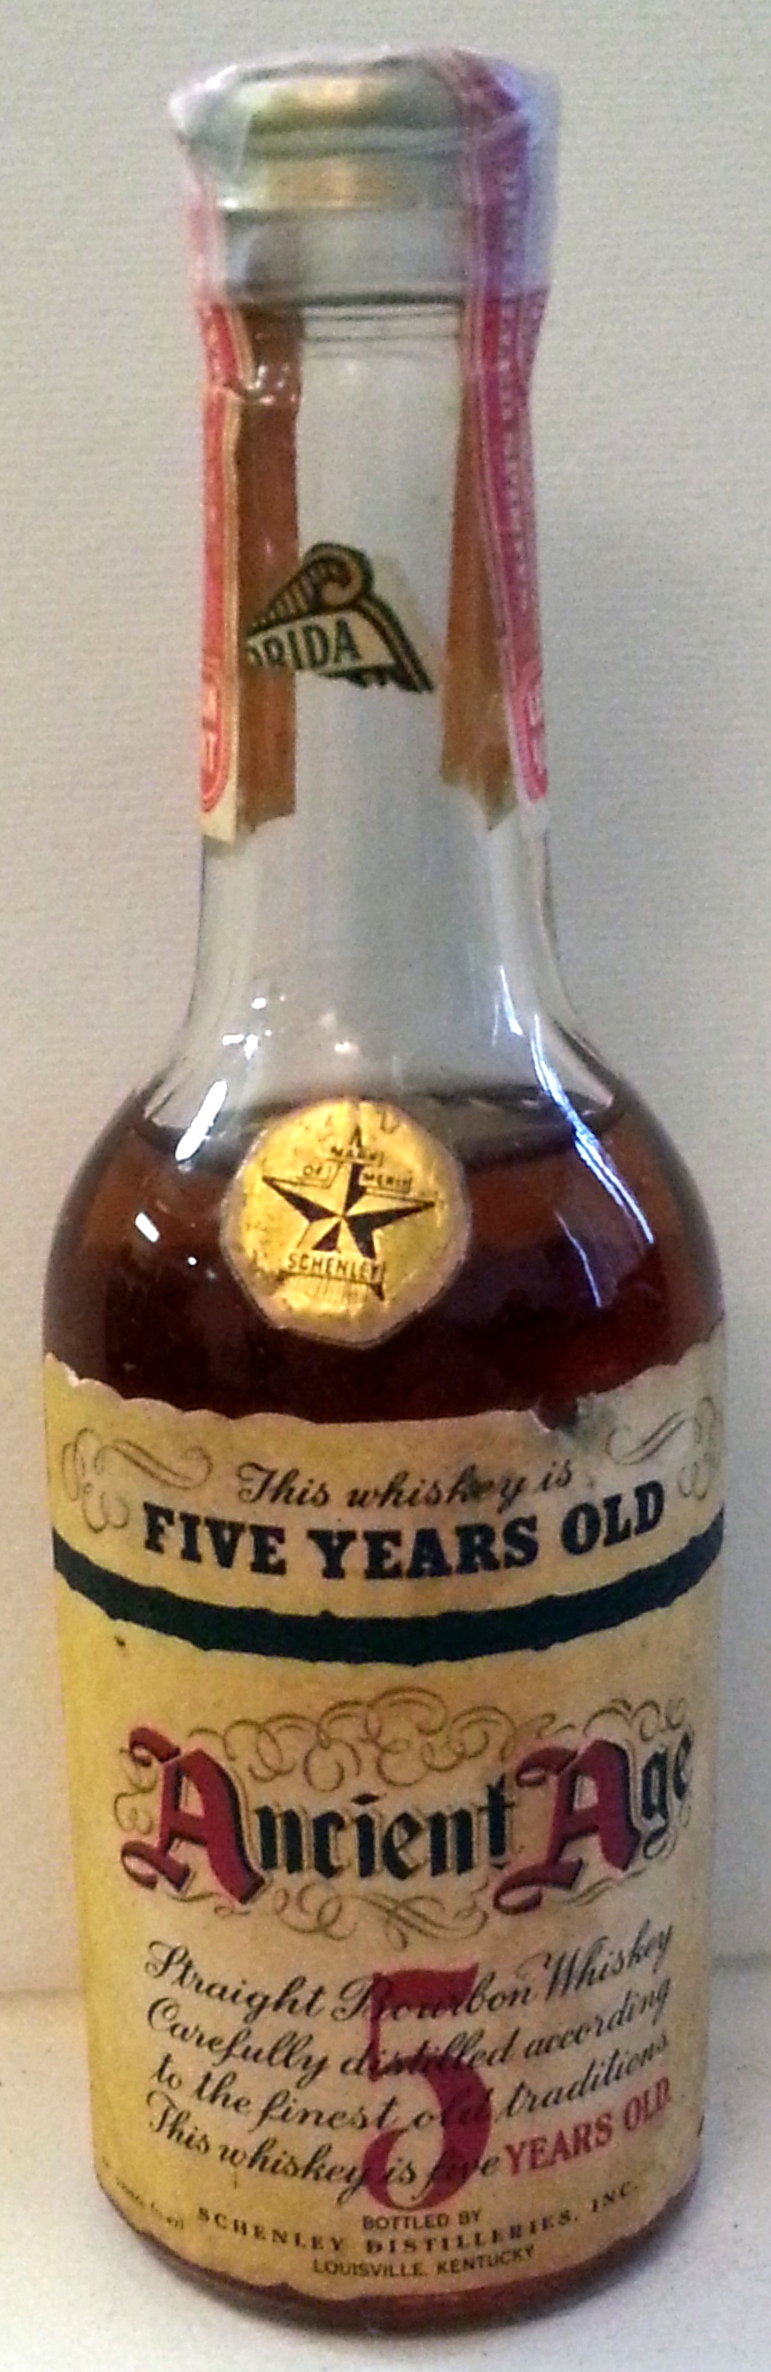 ORIDA
A
MARK
OF MERIT
SCHENLEY
This whiskey is
FIVE YEARS OLD
Ancient Age
5
Straight Bourbon Whiskey
Carefully distilled according
to the finest old traditions
This whiskey is five YEARS OLD
BOTTLED BY
SCHENLEY DISTILLERIES, INC.
LOUISVILLE, KENTUCKY